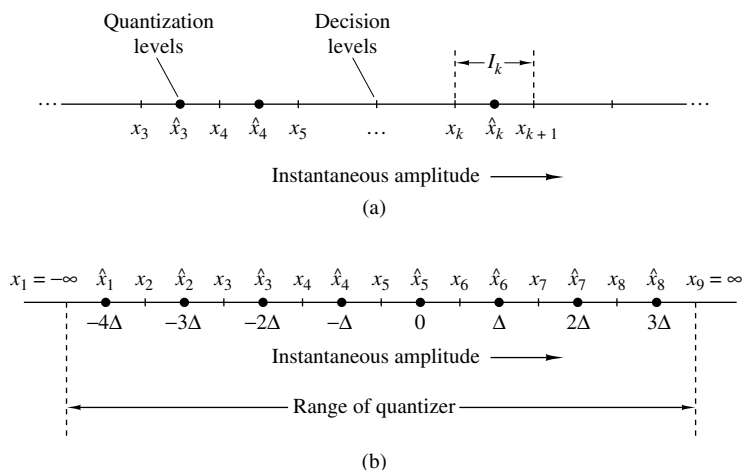 Quantization levels
Decision levels
I_k
… …
x_3 x̂_3 x_4 x̂_4 x_5 … x_k x̂_k x_{k+1}
Instantaneous amplitude
(a)
x_1 = −∞ x̂_1 x_2 x̂_2 x_3 x̂_3 x_4 x̂_4 x_5 x̂_5 x_6 x̂_6 x_7 x̂_7 x_8 x̂_8 x_9 = ∞
−4Δ −3Δ −2Δ −Δ 0 Δ 2Δ 3Δ
Instantaneous amplitude
Range of quantizer
(b)